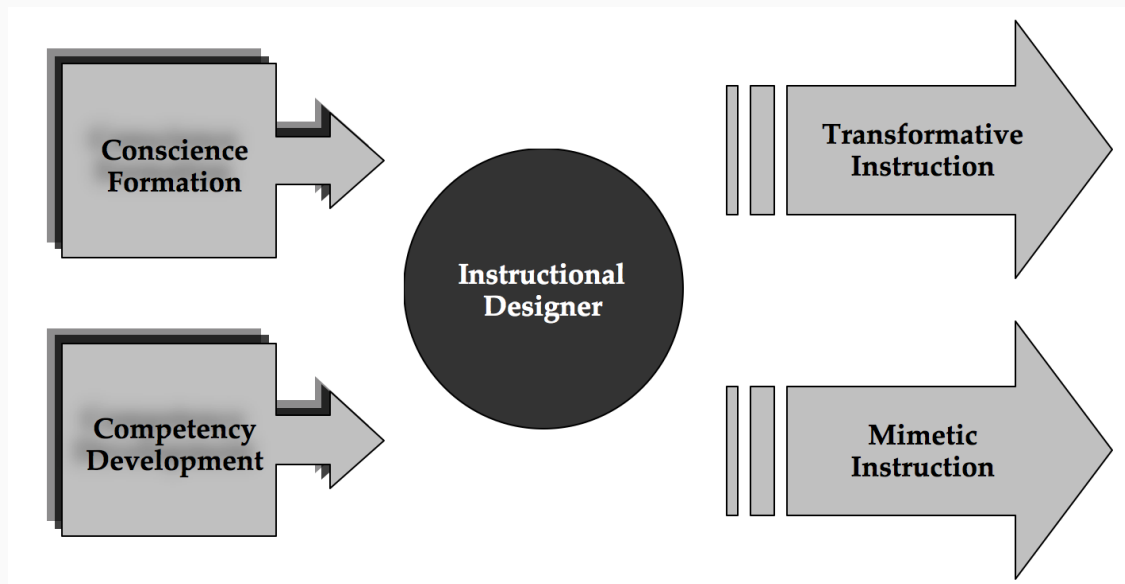 Conscience
Formation
Competency
Development
Instructional
Designer
Transformative
Instruction
Mimetic
Instruction